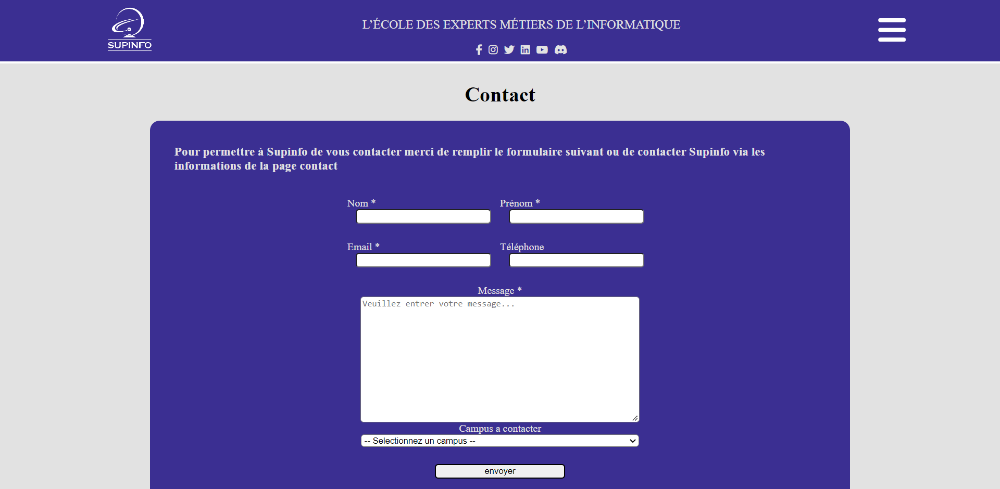 SUPINFO
L’ÉCOLE DES EXPERTS MÉTIERS DE L’INFORMATIQUE
Contact
Pour permettre à Supinfo de vous contacter merci de remplir le formulaire suivant ou de contacter Supinfo via les
informations de la page contact
Nom * Prénom *
Email * Téléphone
Message *
Veuillez entrer votre message...
Campus a contacter
-- Selectionnez un campus --
envoyer